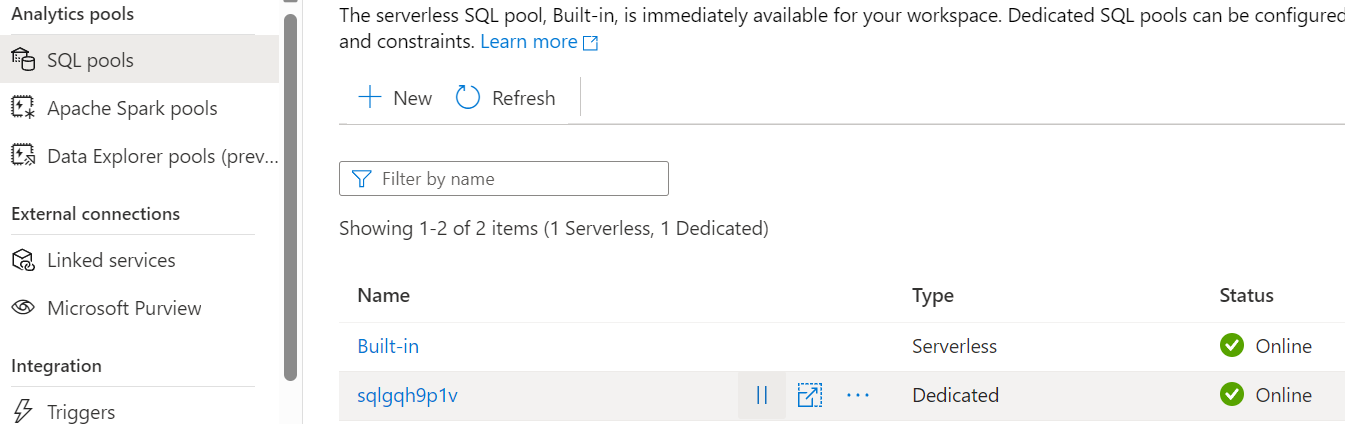 Analytics pools
SQL pools
Apache Spark pools
Data Explorer pools (prev...
External connections
Linked services
Microsoft Purview
Integration
Triggers
The serverless SQL pool, Built-in, is immediately available for your workspace. Dedicated SQL pools can be configured
and constraints. Learn more
New Refresh
Filter by name
Showing 1-2 of 2 items (1 Serverless, 1 Dedicated)
Name Type Status
Built-in Serverless Online
sqlgqh9p1v ... Dedicated Online